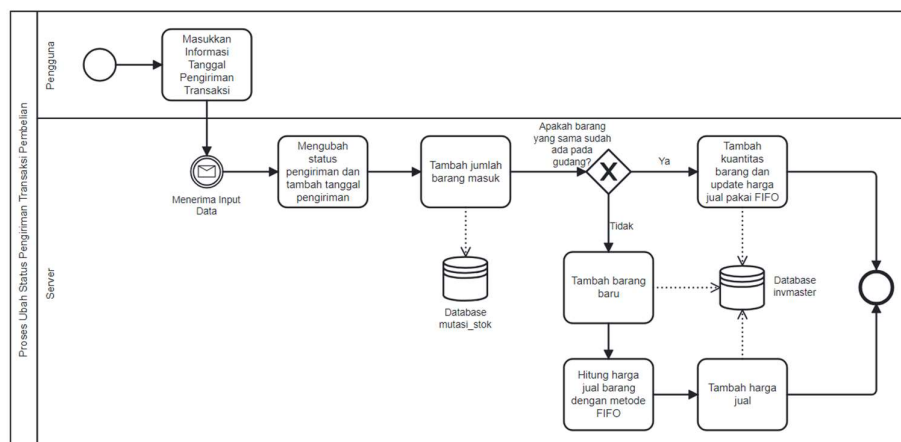 Proses Ubah Status Pengiriman Transaksi Pembelian
Pengguna
Masukkan
Informasi
Tanggal
Pengiriman
Transaksi
Server
Menerima Input
Data
Mengubah
status
pengiriman dan
tambah tanggal
pengiriman
Tambah jumlah
barang masuk
Database
mutasi_stok
Apakah barang
yang sama sudah
ada pada
gudang?
Ya
Tidak
Tambah
kuantitas
barang dan
update harga
jual pakai FIFO
Tambah barang
baru
Database
invmaster
Hitung harga
jual barang
dengan metode
FIFO
Tambah harga
jual